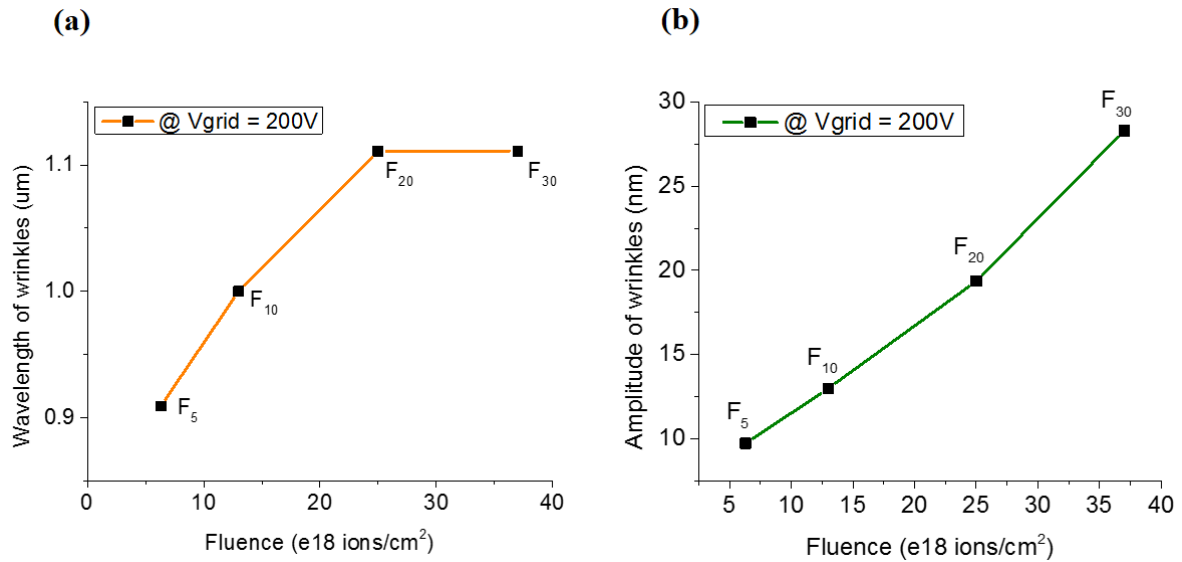 (a)
@ Vgrid = 200V
Wavelength of wrinkles (um)
1.1
1.0
0.9
F₅
F₁₀
F₂₀
F₃₀
0 10 20 30 40
Fluence (e18 ions/cm²)
(b)
@ Vgrid = 200V
Amplitude of wrinkles (nm)
30
25
20
15
10
F₅
F₁₀
F₂₀
F₃₀
5 10 15 20 25 30 35 40
Fluence (e18 ions/cm²)